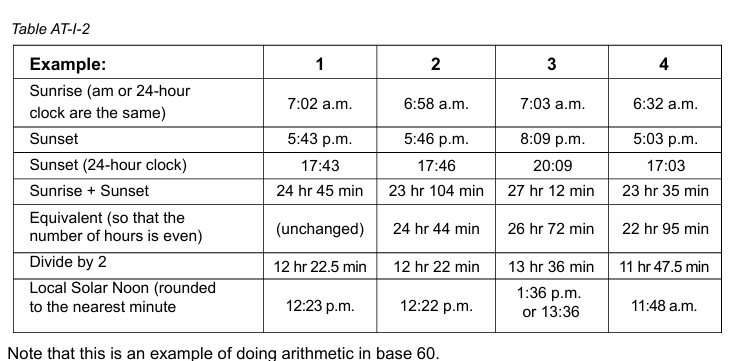 Table AT-I-2
Example: 1 2 3 4
Sunrise (am or 24-hour
clock are the same) 7:02 a.m. 6:58 a.m. 7:03 a.m. 6:32 a.m.
Sunset 5:43 p.m. 5:46 p.m. 8:09 p.m. 5:03 p.m.
Sunset (24-hour clock) 17:43 17:46 20:09 17:03
Sunrise + Sunset 24 hr 45 min 23 hr 104 min 27 hr 12 min 23 hr 35 min
Equivalent (so that the
number of hours is even) (unchanged) 24 hr 44 min 26 hr 72 min 22 hr 95 min
Divide by 2 12 hr 22.5 min 12 hr 22 min 13 hr 36 min 11 hr 47.5 min
Local Solar Noon (rounded
to the nearest minute 12:23 p.m. 12:22 p.m. 1:36 p.m.
or 13:36 11:48 a.m.
Note that this is an example of doing arithmetic in base 60.